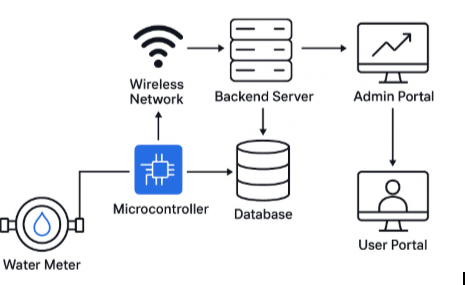 Wireless
Network
Backend Server
Admin Portal
Microcontroller
Database
User Portal
Water Meter